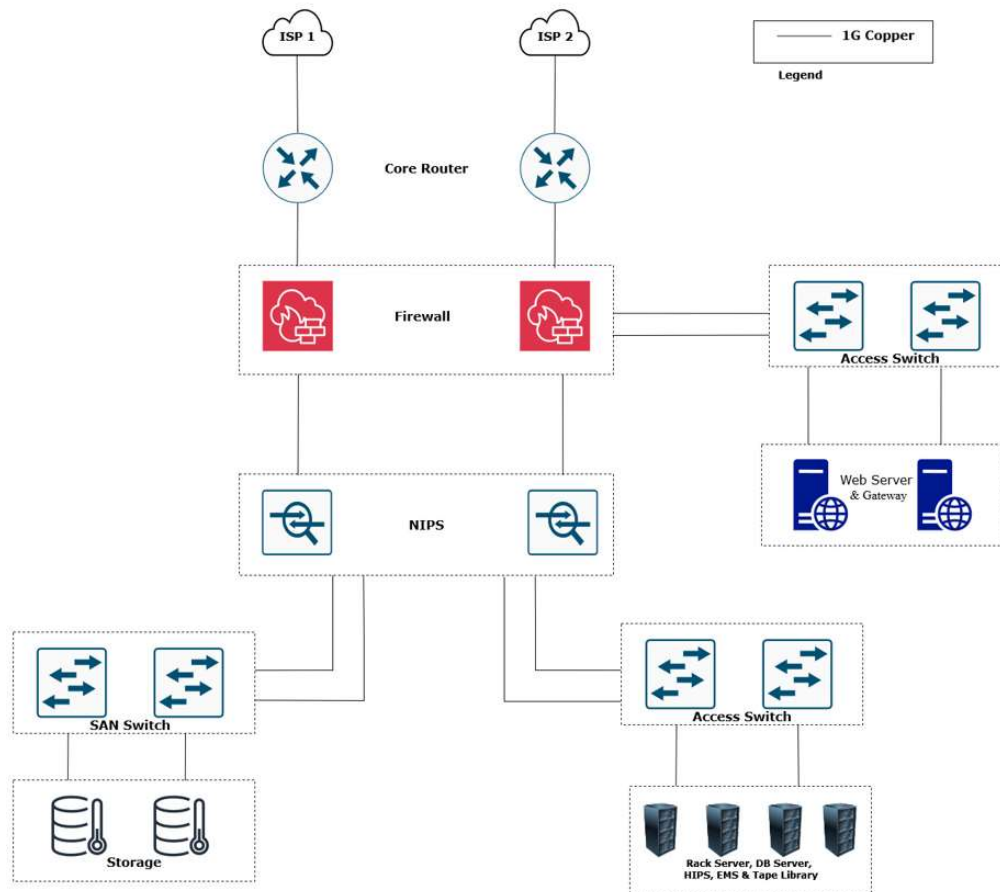 ISP 1
ISP 2
1G Copper
Legend
Core Router
Firewall
Access Switch
Web Server
& Gateway
NIPS
SAN Switch
Access Switch
Storage
Rack Server, DB Server,
HIPS, EMS & Tape Library